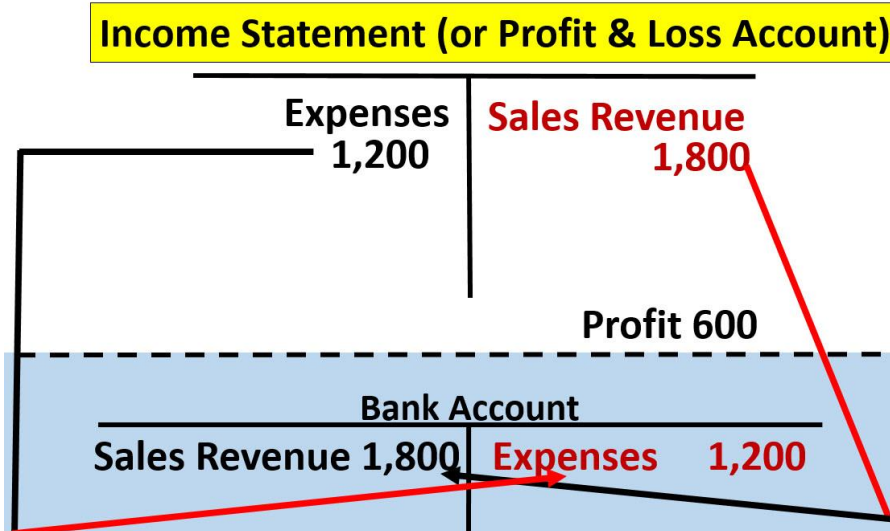 Income Statement (or Profit & Loss Account)
Expenses
1,200
Sales Revenue
1,800
Profit 600
Bank Account
Sales Revenue 1,800
Expenses 1,200